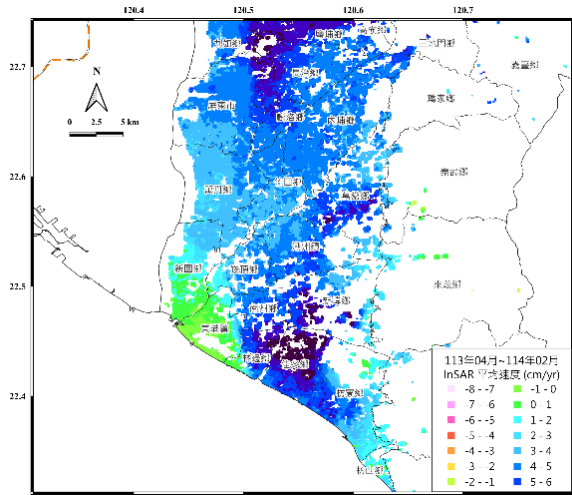 120.4
120.5
120.6
120.7
22.7
22.6
22.5
22.4
N
0 2.5 5 km
九如鄉
鹽埔鄉
高樹鄉
三地門鄉
霧臺鄉
長治鄉
屏東市
麟洛鄉
內埔鄉
瑪家鄉
泰武鄉
萬丹鄉
竹田鄉
萬巒鄉
潮州鎮
來義鄉
新園鄉
崁頂鄉
新埤鄉
南州鄉
東港鎮
林邊鄉
佳冬鄉
枋寮鄉
枋山鄉
113年04月~114年02月
InSAR 平均速度 (cm/yr)
-8 - -7
-7 - -6
-6 - -5
-5 - -4
-4 - -3
-3 - -2
-2 - -1
-1 - 0
0 - 1
1 - 2
2 - 3
3 - 4
4 - 5
5 - 6